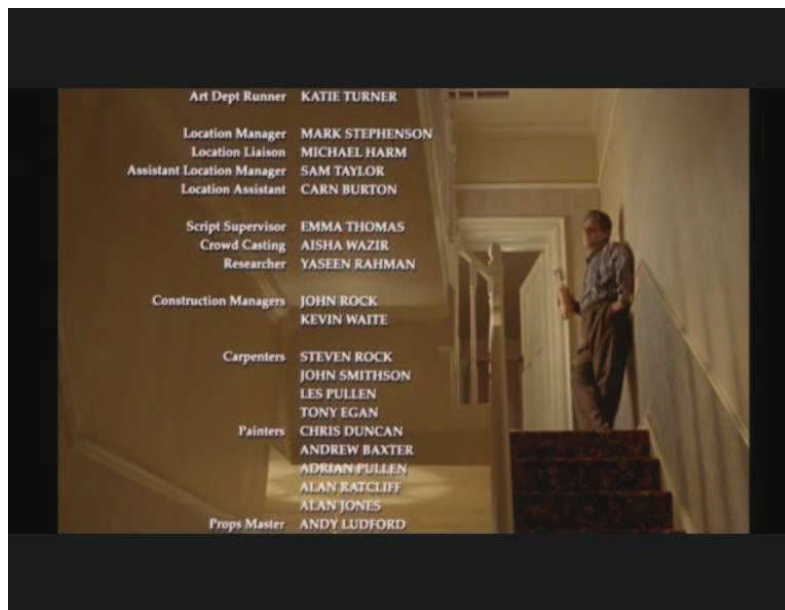 Art Dept Runner KATIE TURNER
Location Manager MARK STEPHENSON
Location Liaison MICHAEL HARM
Assistant Location Manager SAM TAYLOR
Location Assistant CARN BURTON
Script Supervisor EMMA THOMAS
Crowd Casting AISHA WAZIR
Researcher YASEEN RAHMAN
Construction Managers JOHN ROCK
KEVIN WAITE
Carpenters STEVEN ROCK
JOHN SMITHSON
LES PULLEN
TONY EGAN
Painters CHRIS DUNCAN
ANDREW BAXTER
ADRIAN PULLEN
ALAN RATCLIFF
ALAN JONES
Props Master ANDY LUDFORD